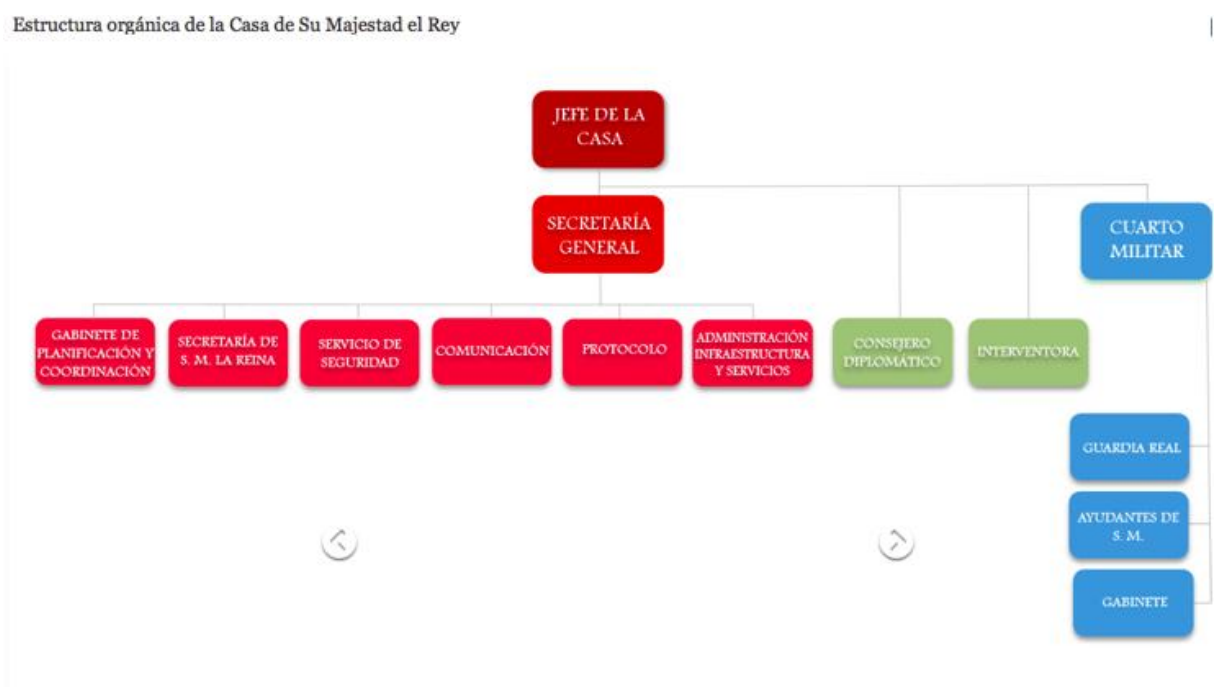 Estructura orgánica de la Casa de Su Majestad el Rey
JEFE DE LA
CASA
SECRETARÍA
GENERAL
CUARTO
MILITAR
GABINETE DE
PLANIFICACIÓN Y
COORDINACIÓN
SECRETARÍA DE
S. M. LA REINA
SERVICIO DE
SEGURIDAD
COMUNICACIÓN
PROTOCOLO
ADMINISTRACIÓN
INFRAESTRUCTURA
Y SERVICIOS
CONSEJERO
DIPLOMÁTICO
INTERVENTORA
GUARDIA REAL
AYUDANTES DE
S. M.
GABINETE